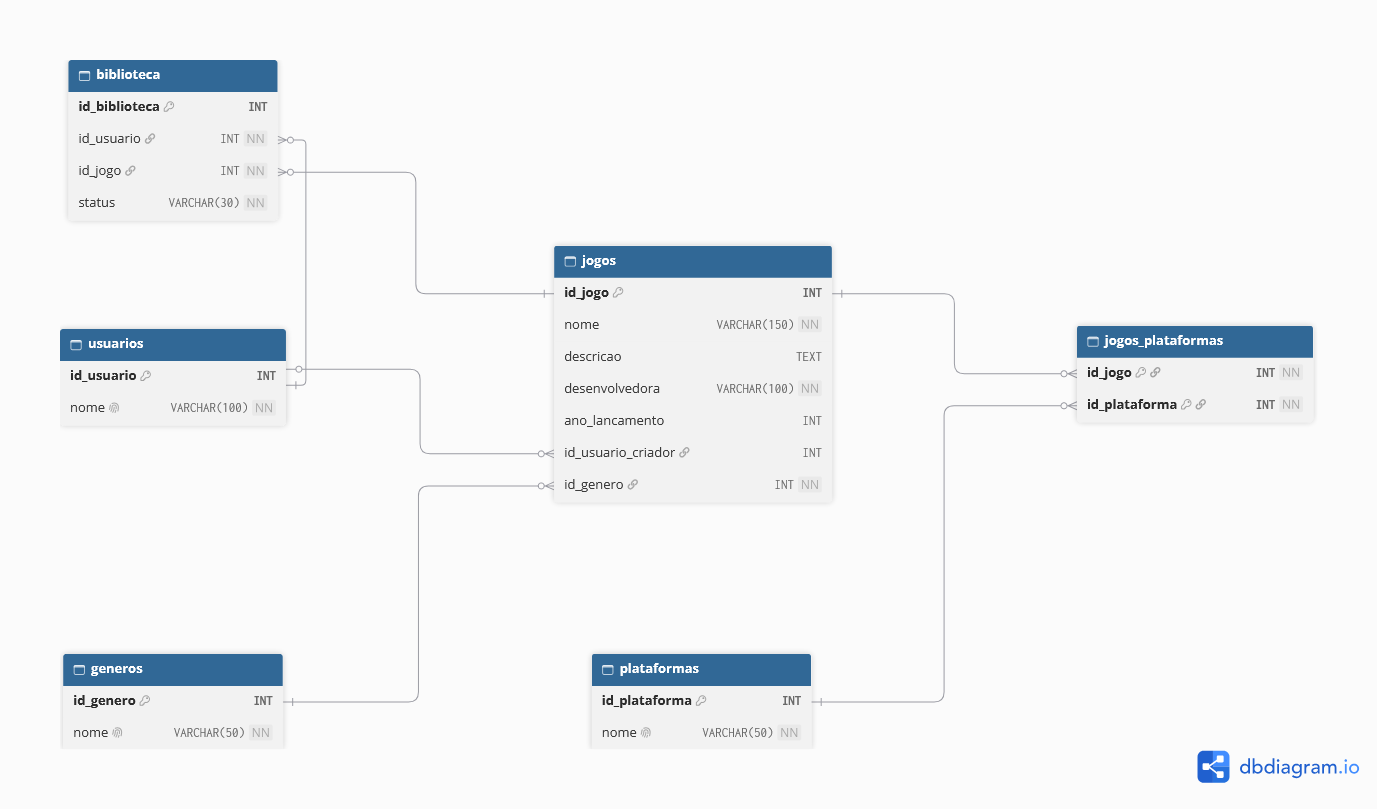 biblioteca
id_biblioteca INT
id_usuario INT NN
id_jogo INT NN
status VARCHAR(30) NN
usuarios
id_usuario INT
nome VARCHAR(100) NN
jogos
id_jogo INT
nome VARCHAR(150) NN
descricao TEXT
desenvolvedora VARCHAR(100) NN
ano_lancamento INT
id_usuario_criador INT
id_genero INT NN
jogos_plataformas
id_jogo INT NN
id_plataforma INT NN
generos
id_genero INT
nome VARCHAR(50) NN
plataformas
id_plataforma INT
nome VARCHAR(50) NN
dbdiagram.io